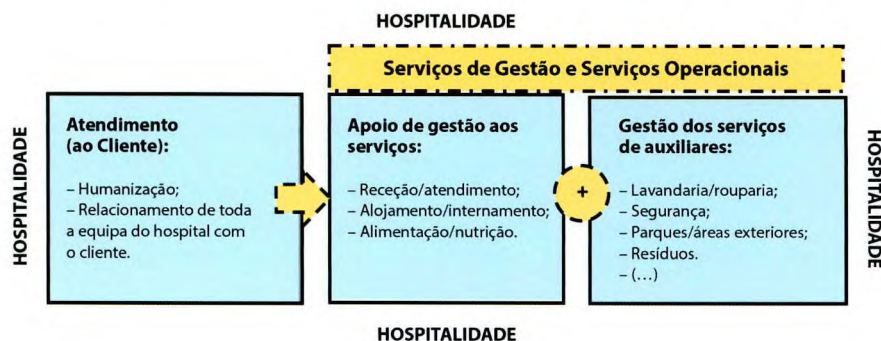 HOSPITALIDADE
Serviços de Gestão e Serviços Operacionais
HOSPITALIDADE
Atendimento
(ao Cliente):
– Humanização;
– Relacionamento de toda
a equipa do hospital com
o cliente.
Apoio de gestão aos
serviços:
– Receção/atendimento;
– Alojamento/internamento;
– Alimentação/nutrição.
+
Gestão dos serviços
de auxiliares:
– Lavandaria/rouparia;
– Segurança;
– Parques/áreas exteriores;
– Resíduos.
– (…)
HOSPITALIDADE
HOSPITALIDADE